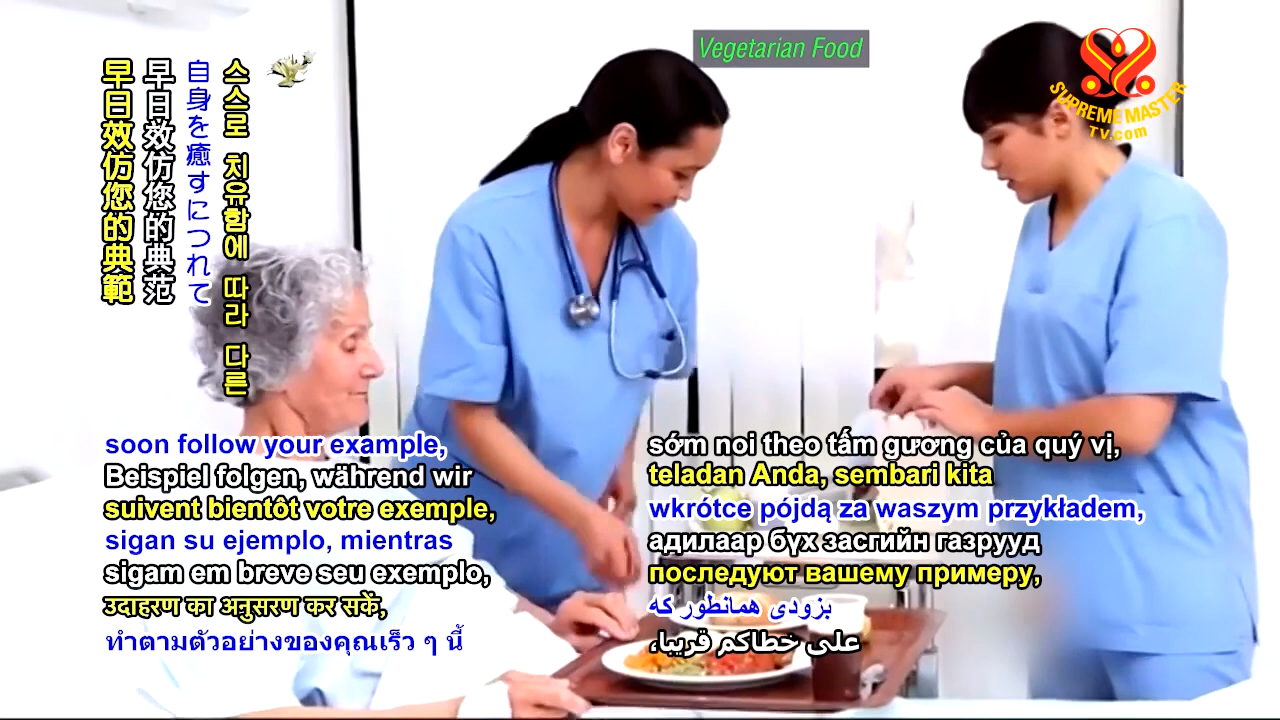 Vegetarian Food
SUPREME MASTER
TV.com
早日效仿您的典範
早日效仿您的典范
自身を癒すにつれて
스스로 치유함에 따라 다른
soon follow your example,
Beispiel folgen, während wir
suivent bientôt votre exemple,
sigan su ejemplo, mientras
sigam em breve seu exemplo,
उदाहरण का अनुसरण कर सकें,
ทำตามตัวอย่างของคุณเร็ว ๆ นี้
sớm noi theo tấm gương của quý vị,
teladan Anda, sembari kita
wkrótce pójdą za waszym przykładem,
адилаар бүх засгийн газрууд
последуют вашему примеру,
بزودی همانطور که
على خطاكم قريبا،